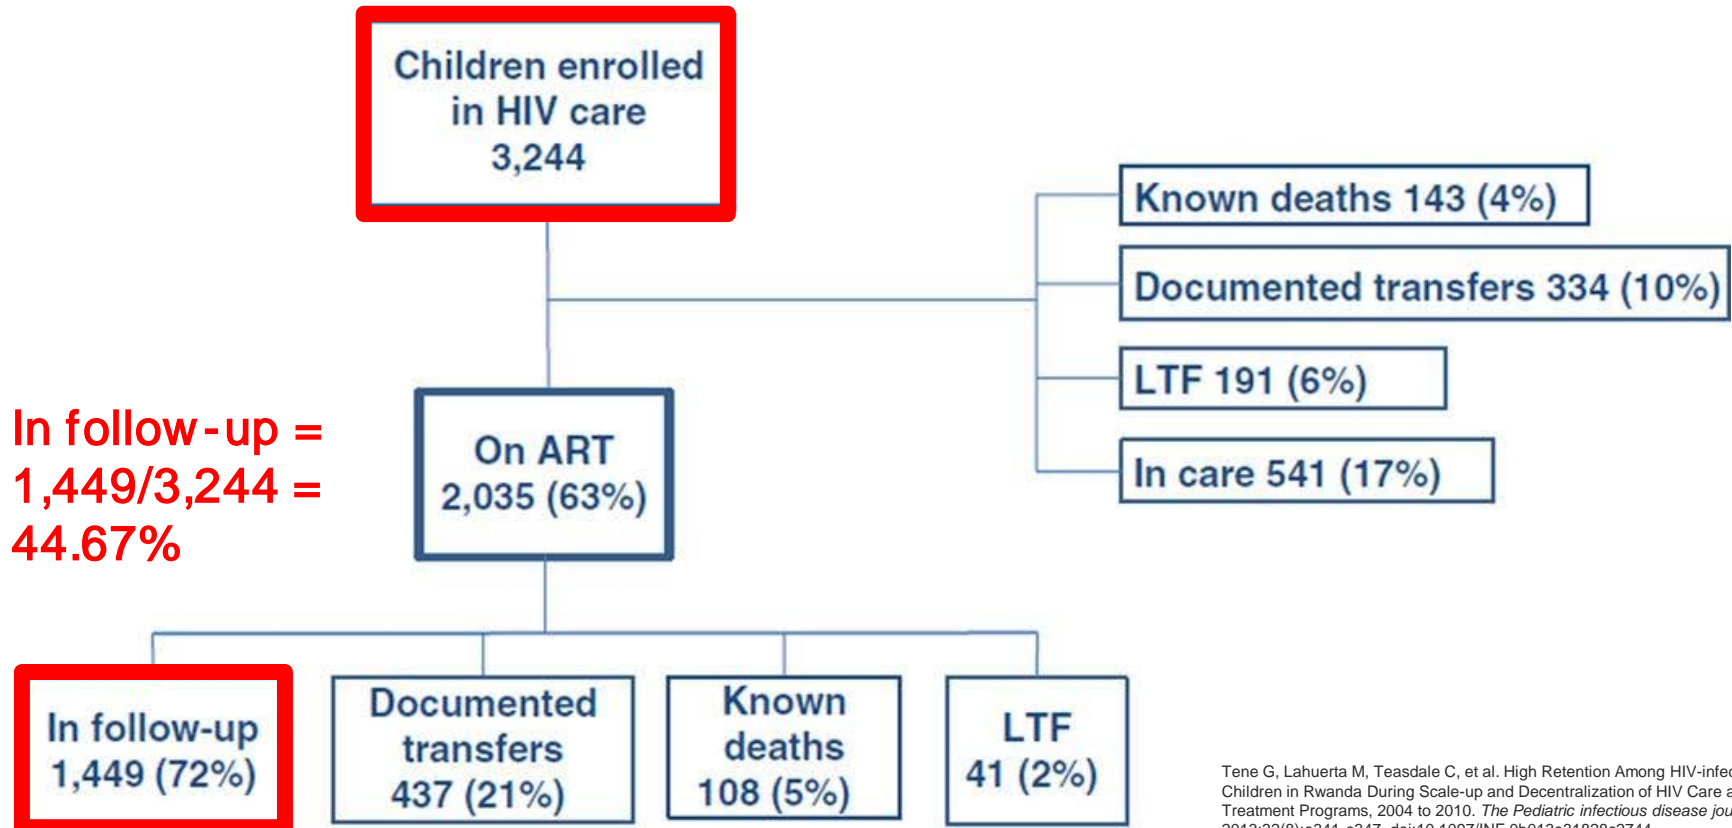 Children enrolled
in HIV care
3,244
Known deaths 143 (4%)
Documented transfers 334 (10%)
LTF 191 (6%)
In care 541 (17%)
In follow-up =
1,449/3,244 =
44.67%
On ART
2,035 (63%)
In follow-up
1,449 (72%)
Documented
transfers
437 (21%)
Known
deaths
108 (5%)
LTF
41 (2%)
Tene G, Lahuerta M, Teasdale C, et al. High Retention Among
Children in Rwanda During Scale-up and Decentralization of HIV Care
Treatment Programs, 2004 to 2010. The Pediatric infectious disease